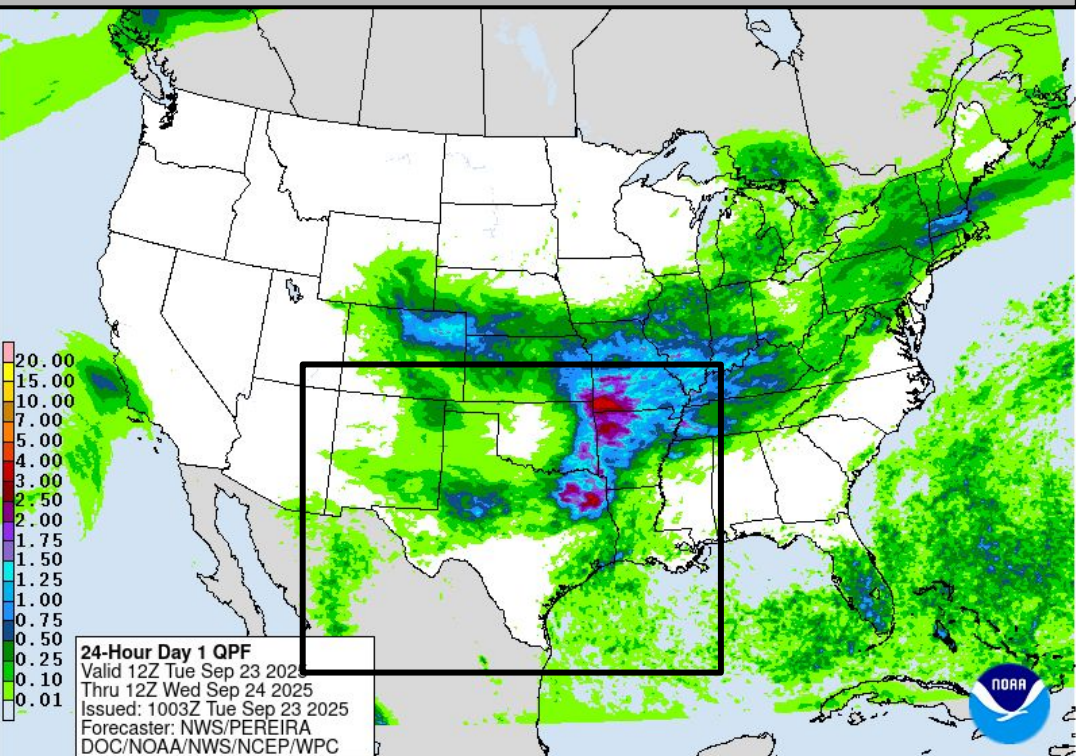 20.00
15.00
10.00
7.00
5.00
4.00
3.00
2.50
2.00
1.75
1.50
1.25
1.00
0.75
0.50
0.25
0.10
0.01
24-Hour Day 1 QPF
Valid 12Z Tue Sep 23 2025
Thru 12Z Wed Sep 24 2025
Issued: 1003Z Tue Sep 23 2025
Forecaster: NWS/PEREIRA
DOC/NOAA/NWS/NCEP/WPC
NOAA